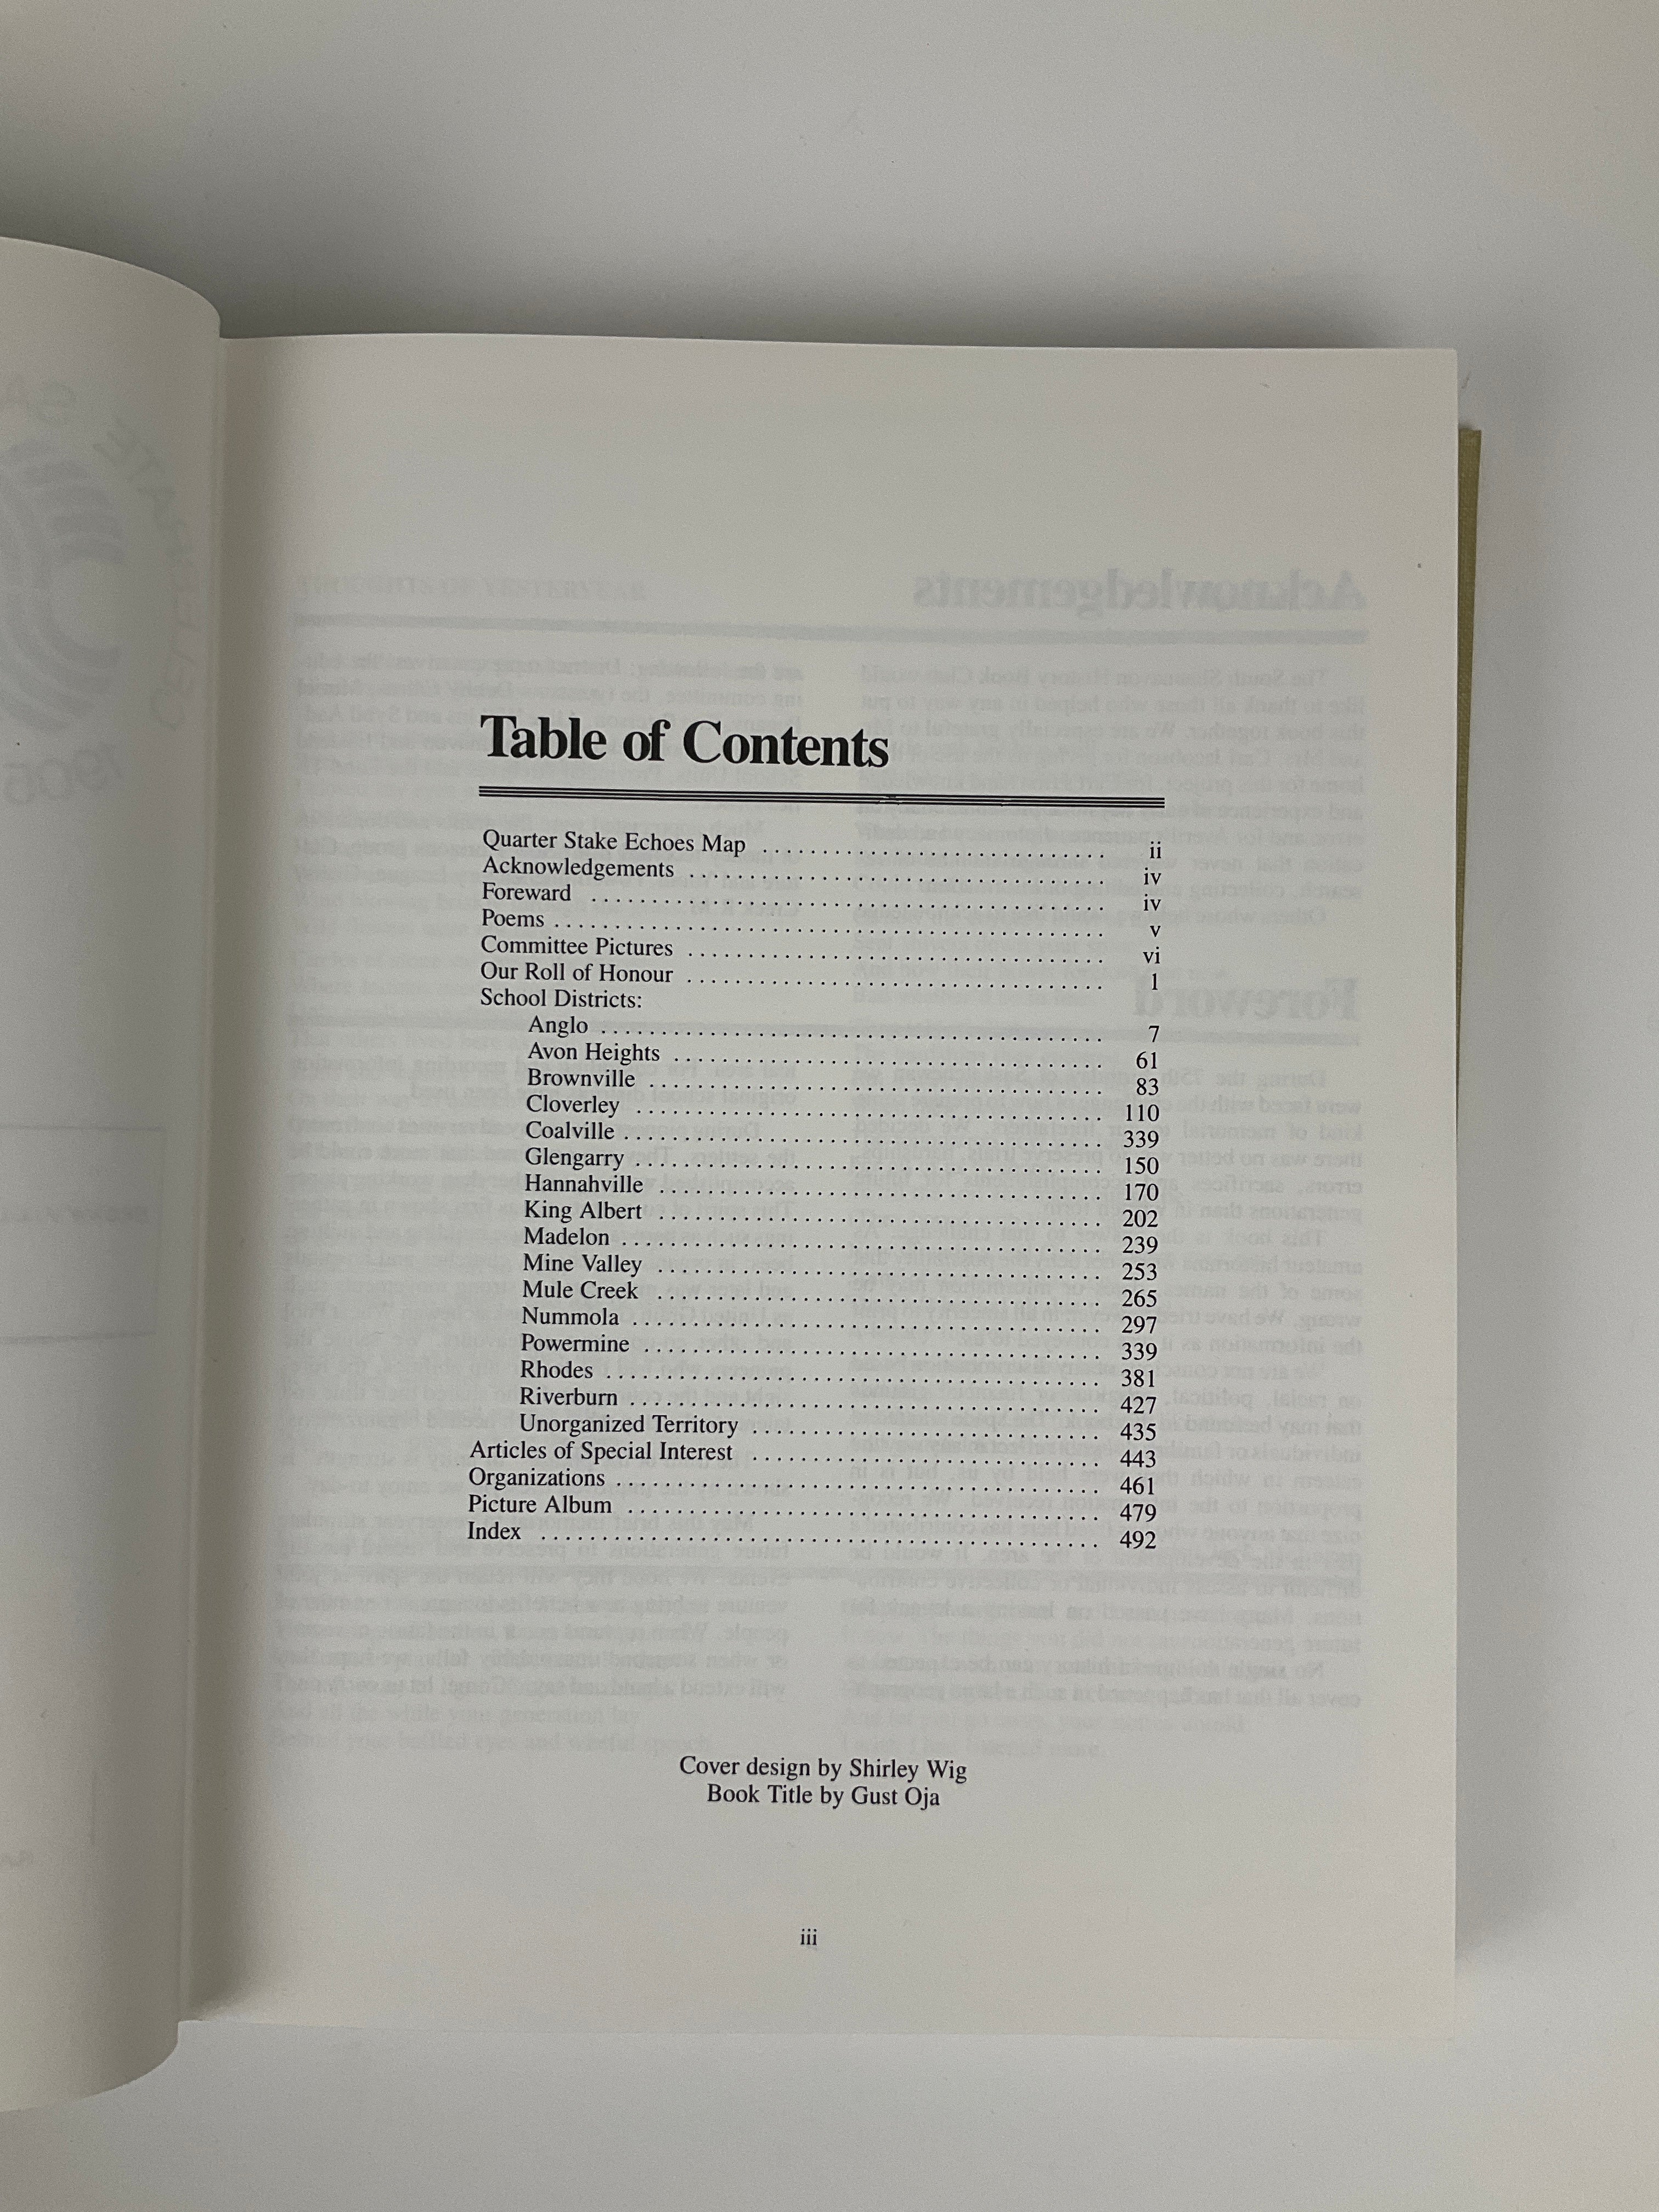 Table of Contents
Quarter Stake Echoes Map ii
Acknowledgements iv
Foreward iv
Poems v
Committee Pictures vi
Our Roll of Honour 1
School Districts:
Anglo 7
Avon Heights 61
Brownville 83
Cloverley 110
Coalville 339
Glengarry 150
Hannahville 170
King Albert 202
Madelon 239
Mine Valley 253
Mule Creek 265
Nummola 297
Powermine 339
Rhodes 381
Riverburn 427
Unorganized Territory 435
Articles of Special Interest 443
Organizations 461
Picture Album 479
Index 492
Cover design by Shirley Wig
Book Title by Gust Oja
iii